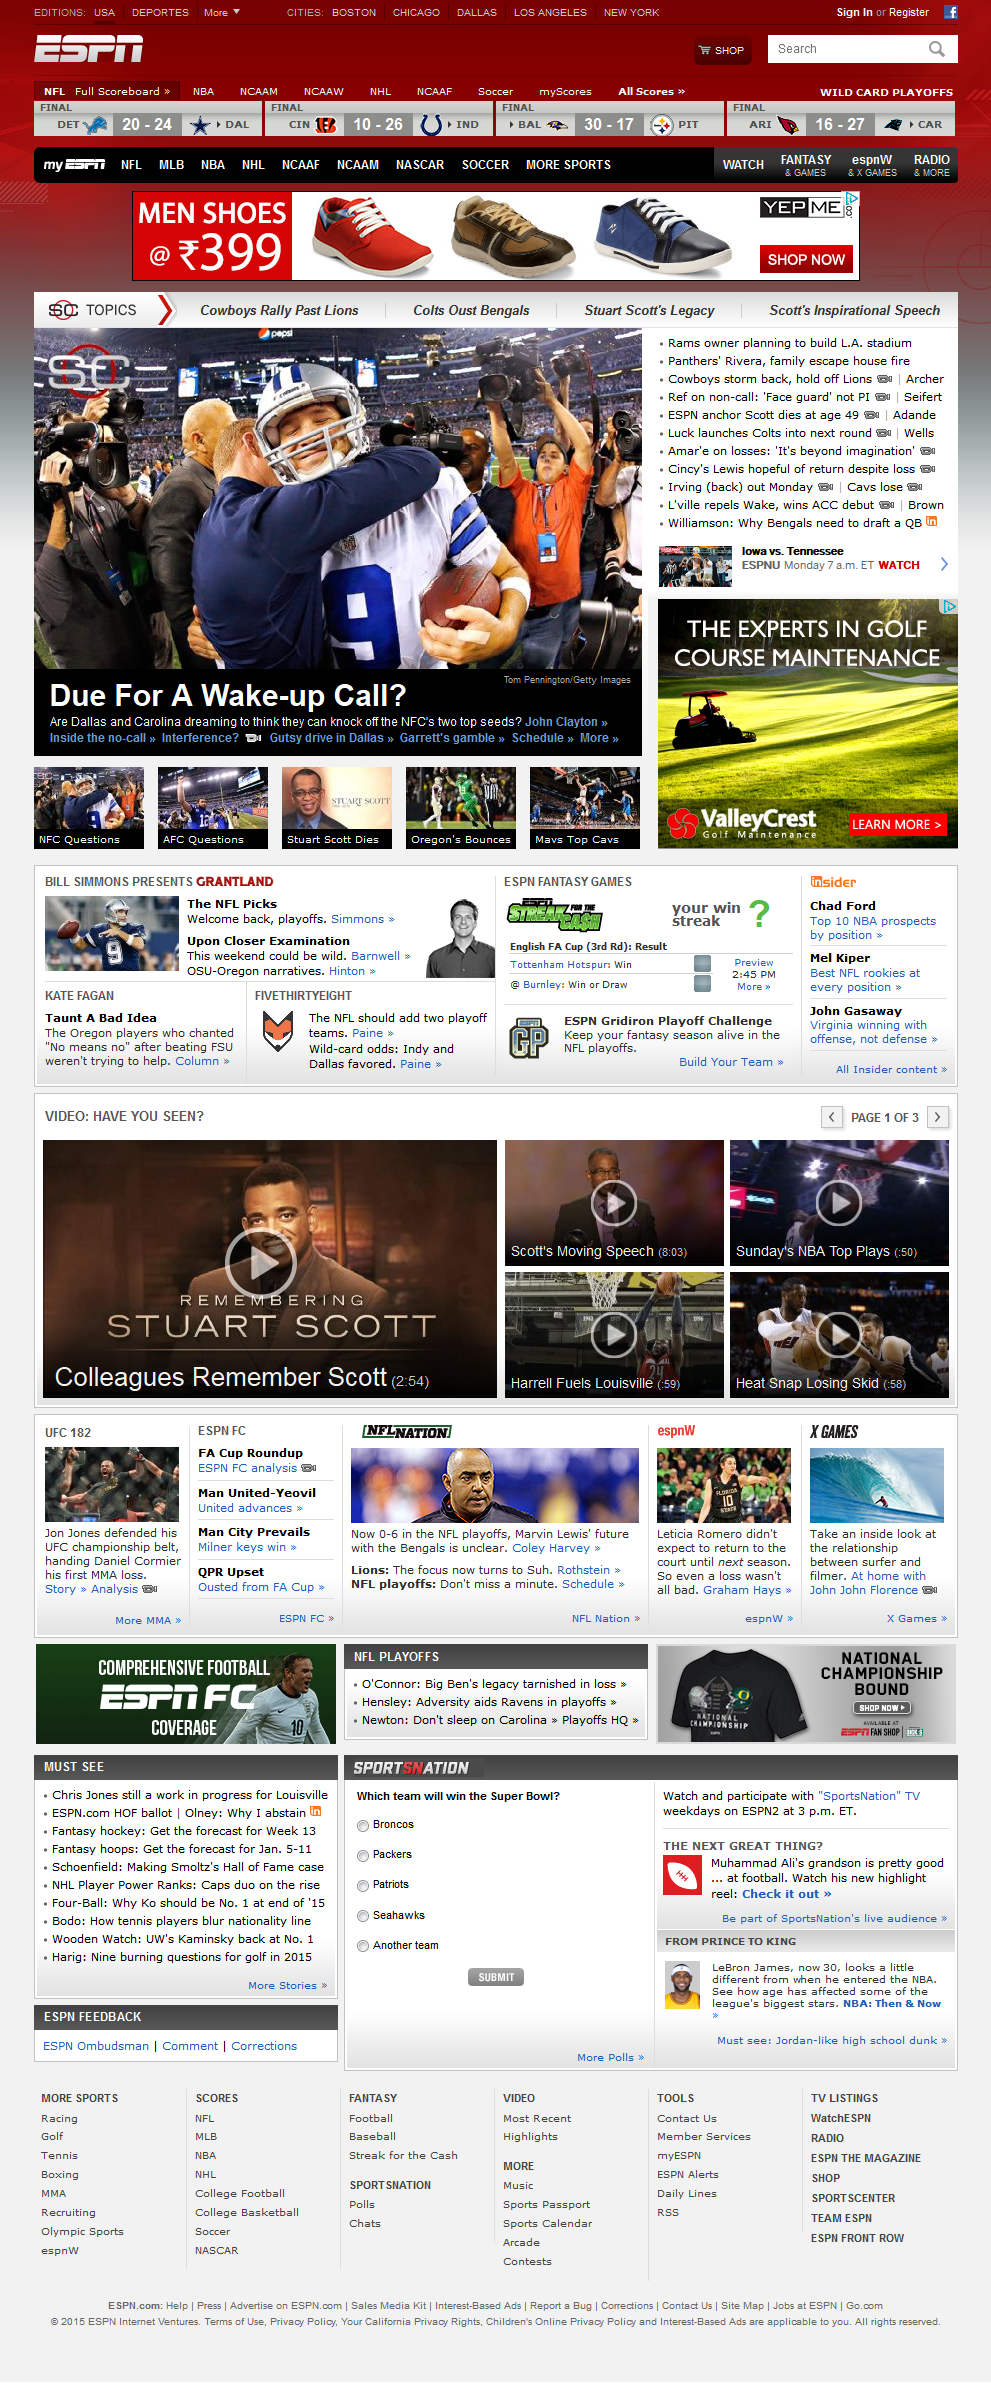 EDITIONS: USA DEPORTES More CITIES: BOSTON CHICAGO DALLAS LOS ANGELES NEW YORK Sign In or Register
ESPN SHOP Search
NFL Full Scoreboard » NBA NCAAM NCAAW NHL NCAAF Soccer myScores All Scores » WILD CARD PLAYOFFS
FINAL FINAL FINAL FINAL
DET 20 - 24 DAL CIN 10 - 26 IND BAL 30 - 17 PIT ARI 16 - 27 CAR
myESPN NFL MLB NBA NHL NCAAF NCAAM NASCAR SOCCER MORE SPORTS WATCH FANTASY & GAMES espnW & X GAMES RADIO & MORE
MEN SHOES
@ ₹399
YEPME.co
SHOP NOW
SC TOPICS Cowboys Rally Past Lions Colts Oust Bengals Stuart Scott's Legacy Scott's Inspirational Speech
pepsi
SC
9
Tom Pennington/Getty Images
Due For A Wake-up Call?
Are Dallas and Carolina dreaming to think they can knock off the NFC's two top seeds? John Clayton »
Inside the no-call » Interference? Gutsy drive in Dallas » Garrett's gamble » Schedule » More »
Rams owner planning to build L.A. stadium
Panthers' Rivera, family escape house fire
Cowboys storm back, hold off Lions | Archer
Ref on non-call: 'Face guard' not PI | Seifert
ESPN anchor Scott dies at age 49 | Adande
Luck launches Colts into next round | Wells
Amar'e on losses: 'It's beyond imagination'
Cincy's Lewis hopeful of return despite loss
Irving (back) out Monday | Cavs lose
L'ville repels Wake, wins ACC debut | Brown
Williamson: Why Bengals need to draft a QB in
Iowa vs. Tennessee
ESPNU Monday 7 a.m. ET WATCH
THE EXPERTS IN GOLF
COURSE MAINTENANCE
ValleyCrest
Golf Maintenance
LEARN MORE >
STUART SCOTT
NFC Questions AFC Questions Stuart Scott Dies Oregon's Bounces Mavs Top Cavs
BILL SIMMONS PRESENTS GRANTLAND
The NFL Picks
Welcome back, playoffs. Simmons »
Upon Closer Examination
This weekend could be wild. Barnwell »
OSU-Oregon narratives. Hinton »
KATE FAGAN
Taunt A Bad Idea
The Oregon players who chanted
"No means no" after beating FSU
weren't trying to help. Column »
FIVETHIRTYEIGHT
The NFL should add two playoff
teams. Paine »
Wild-card odds: Indy and
Dallas favored. Paine »
ESPN FANTASY GAMES
ESPN STREAK FOR THE CASH
your win
streak ?
English FA Cup (3rd Rd): Result
Tottenham Hotspur: Win
@ Burnley: Win or Draw
Preview
2:45 PM
More »
GP
ESPN Gridiron Playoff Challenge
Keep your fantasy season alive in the
NFL playoffs.
Build Your Team »
insider
Chad Ford
Top 10 NBA prospects
by position »
Mel Kiper
Best NFL rookies at
every position »
John Gasaway
Virginia winning with
offense, not defense »
All Insider content »
VIDEO: HAVE YOU SEEN? PAGE 1 OF 3
REMEMBERING
STUART SCOTT
Colleagues Remember Scott (2:54)
Scott's Moving Speech (8:03)
Sunday's NBA Top Plays (:50)
Harrell Fuels Louisville (:59)
Heat Snap Losing Skid (:58)
UFC 182
Jon Jones defended his
UFC championship belt,
handing Daniel Cormier
his first MMA loss.
Story » Analysis
More MMA »
ESPN FC
FA Cup Roundup
ESPN FC analysis
Man United-Yeovil
United advances »
Man City Prevails
Milner keys win »
QPR Upset
Ousted from FA Cup »
ESPN FC »
NFL NATION
Now 0-6 in the NFL playoffs, Marvin Lewis' future
with the Bengals is unclear. Coley Harvey »
Lions: The focus now turns to Suh. Rothstein »
NFL playoffs: Don't miss a minute. Schedule »
NFL Nation »
espnW
FLORIDA
10
Leticia Romero didn't
expect to return to the
court until next season.
So even a loss wasn't
all bad. Graham Hays »
espnW »
X GAMES
Take an inside look at
the relationship
between surfer and
filmer. At home with
John John Florence
X Games »
COMPREHENSIVE FOOTBALL
ESPN FC
COVERAGE
10
NFL PLAYOFFS
O'Connor: Big Ben's legacy tarnished in loss »
Hensley: Adversity aids Ravens in playoffs »
Newton: Don't sleep on Carolina » Playoffs HQ »
NATIONAL
CHAMPIONSHIP
NATIONAL
CHAMPIONSHIP
BOUND
SHOP NOW
AVAILABLE AT
ESPN FAN SHOP
MUST SEE
Chris Jones still a work in progress for Louisville
ESPN.com HOF ballot | Olney: Why I abstain in
Fantasy hockey: Get the forecast for Week 13
Fantasy hoops: Get the forecast for Jan. 5-11
Schoenfield: Making Smoltz's Hall of Fame case
NHL Player Power Ranks: Caps duo on the rise
Four-Ball: Why Ko should be No. 1 at end of '15
Bodo: How tennis players blur nationality line
Wooden Watch: UW's Kaminsky back at No. 1
Harig: Nine burning questions for golf in 2015
More Stories »
ESPN FEEDBACK
ESPN Ombudsman | Comment | Corrections
SPORTSNATION
Which team will win the Super Bowl?
Broncos
Packers
Patriots
Seahawks
Another team
SUBMIT
More Polls »
Watch and participate with "SportsNation" TV
weekdays on ESPN2 at 3 p.m. ET.
THE NEXT GREAT THING?
Muhammad Ali's grandson is pretty good
... at football. Watch his new highlight
reel: Check it out »
Be part of SportsNation's live audience »
FROM PRINCE TO KING
LeBron James, now 30, looks a little
different from when he entered the NBA.
See how age has affected some of the
league's biggest stars. NBA: Then & Now
»
Must see: Jordan-like high school dunk »
MORE SPORTS
Racing
Golf
Tennis
Boxing
MMA
Recruiting
Olympic Sports
espnW
SCORES
NFL
MLB
NBA
NHL
College Football
College Basketball
Soccer
NASCAR
FANTASY
Football
Baseball
Streak for the Cash
SPORTSNATION
Polls
Chats
VIDEO
Most Recent
Highlights
MORE
Music
Sports Passport
Sports Calendar
Arcade
Contests
TOOLS
Contact Us
Member Services
myESPN
ESPN Alerts
Daily Lines
RSS
TV LISTINGS
WatchESPN
RADIO
ESPN THE MAGAZINE
SHOP
SPORTSCENTER
TEAM ESPN
ESPN FRONT ROW
ESPN.com: Help | Press | Advertise on ESPN.com | Sales Media Kit | Interest-Based Ads | Report a Bug | Corrections | Contact Us | Site Map | Jobs at ESPN | Go.com
© 2015 ESPN Internet Ventures. Terms of Use, Privacy Policy, Your California Privacy Rights, Children's Online Privacy Policy and Interest-Based Ads are applicable to you. All rights reserved.